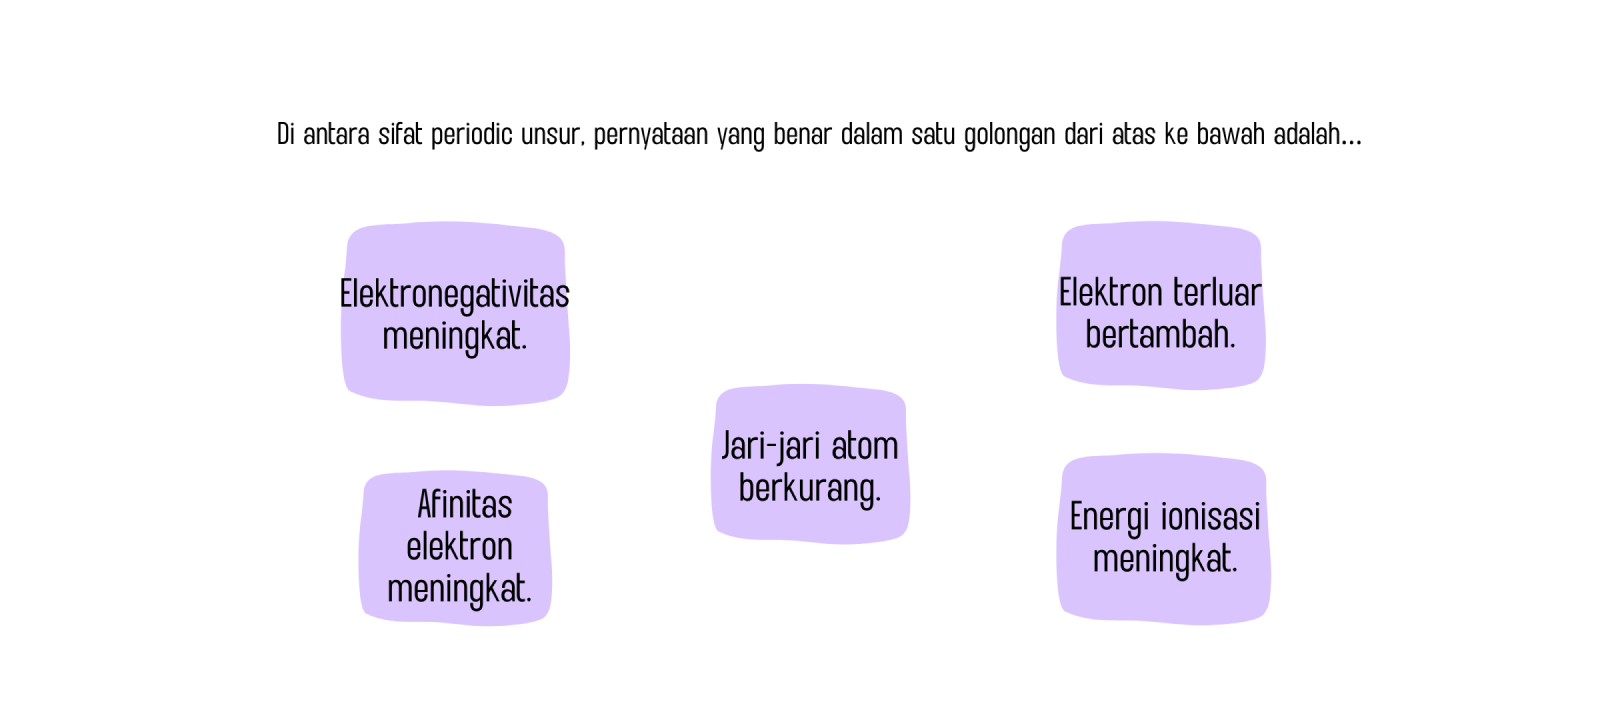 Di antara sifat periodic unsur, pernyataan yang benar dalam satu golongan dari atas ke bawah adalah...
Elektronegativitas
meningkat.
Elektron terluar
bertambah.
Jari-jari atom
berkurang.
Afinitas
elektron
meningkat.
Energi ionisasi
meningkat.